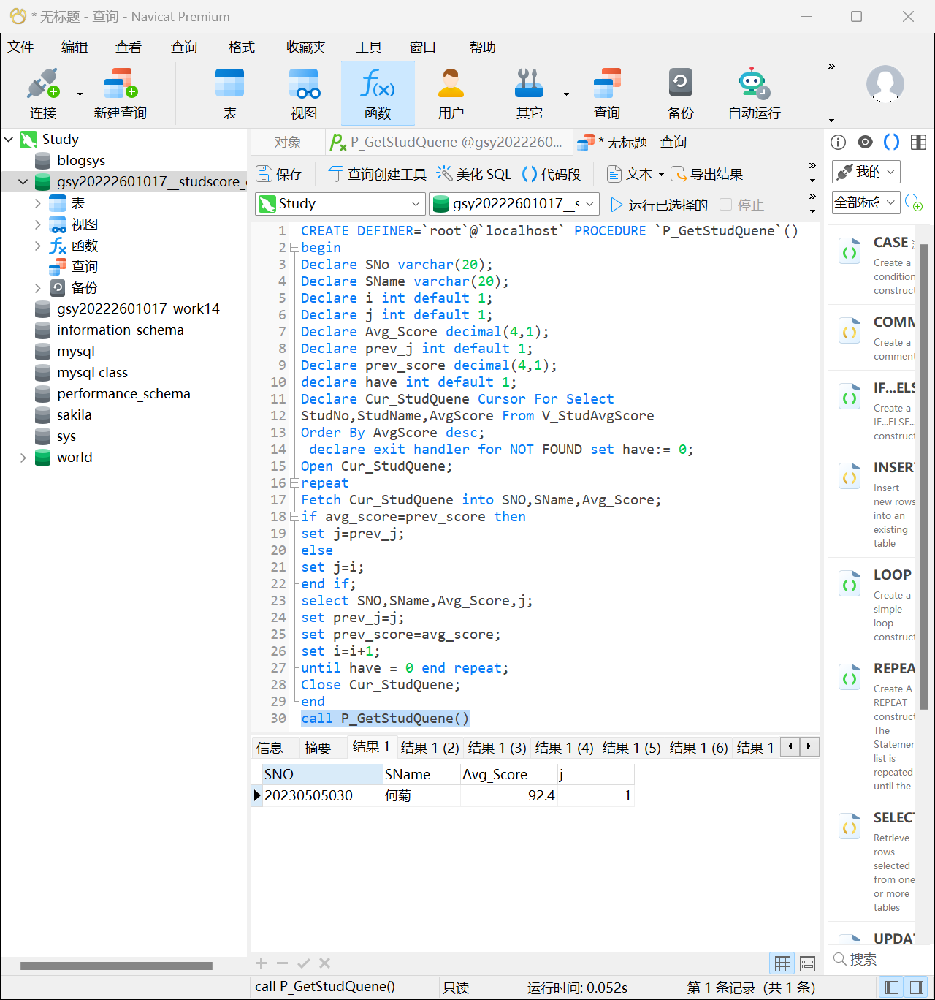 * 无标题 - 查询 - Navicat Premium
文件 编辑 查看 查询 格式 收藏夹 工具 窗口 帮助
连接 新建查询 表 视图 函数 用户 其它 查询 备份 自动运行
Study
blogsys
gsy20222601017__studscore_
表
视图
函数
查询
备份
gsy20222601017_work14
information_schema
mysql
mysql class
performance_schema
sakila
sys
world
对象 P_GetStudQuene @gsy2022260... * 无标题 - 查询
保存 查询创建工具 美化 SQL 代码段 文本 导出结果
Study gsy20222601017__s 运行已选择的 停止
1 CREATE DEFINER=`root`@`localhost` PROCEDURE `P_GetStudQuene`()
2 begin
3 Declare SNo varchar(20);
4 Declare SName varchar(20);
5 Declare i int default 1;
6 Declare j int default 1;
7 Declare Avg_Score decimal(4,1);
8 Declare prev_j int default 1;
9 Declare prev_score decimal(4,1);
10 declare have int default 1;
11 Declare Cur_StudQuene Cursor For Select
12 StudNo,StudName,AvgScore From V_StudAvgScore
13 Order By AvgScore desc;
14 declare exit handler for NOT FOUND set have:= 0;
15 Open Cur_StudQuene;
16 repeat
17 Fetch Cur_StudQuene into SNO,SName,Avg_Score;
18 if avg_score=prev_score then
19 set j=prev_j;
20 else
21 set j=i;
22 end if;
23 select SNO,SName,Avg_Score,j;
24 set prev_j=j;
25 set prev_score=avg_score;
26 set i=i+1;
27 until have = 0 end repeat;
28 Close Cur_StudQuene;
29 end
30 call P_GetStudQuene()
信息 摘要 结果 1 结果 1 (2) 结果 1 (3) 结果 1 (4) 结果 1 (5) 结果 1 (6) 结果 1
SNO SName Avg_Score j
20230505030 何菊 92.4 1
我的
全部标签
CASE
Create a
condition
construct
COMM
Create a
comment
IF...ELS
Create a
IF...ELSE...
construct
INSERT
Insert
new rows
into an
existing
table
LOOP
Create a
simple
loop
construct
REPEA
Create A
REPEAT
construct
The
Statemen
list is
repeated
until the
SELECT
Retrieve
rows
selected
from one
or more
tables
UPDAT
搜索
call P_GetStudQuene() 只读 运行时间: 0.052s 第 1 条记录 (共 1 条)